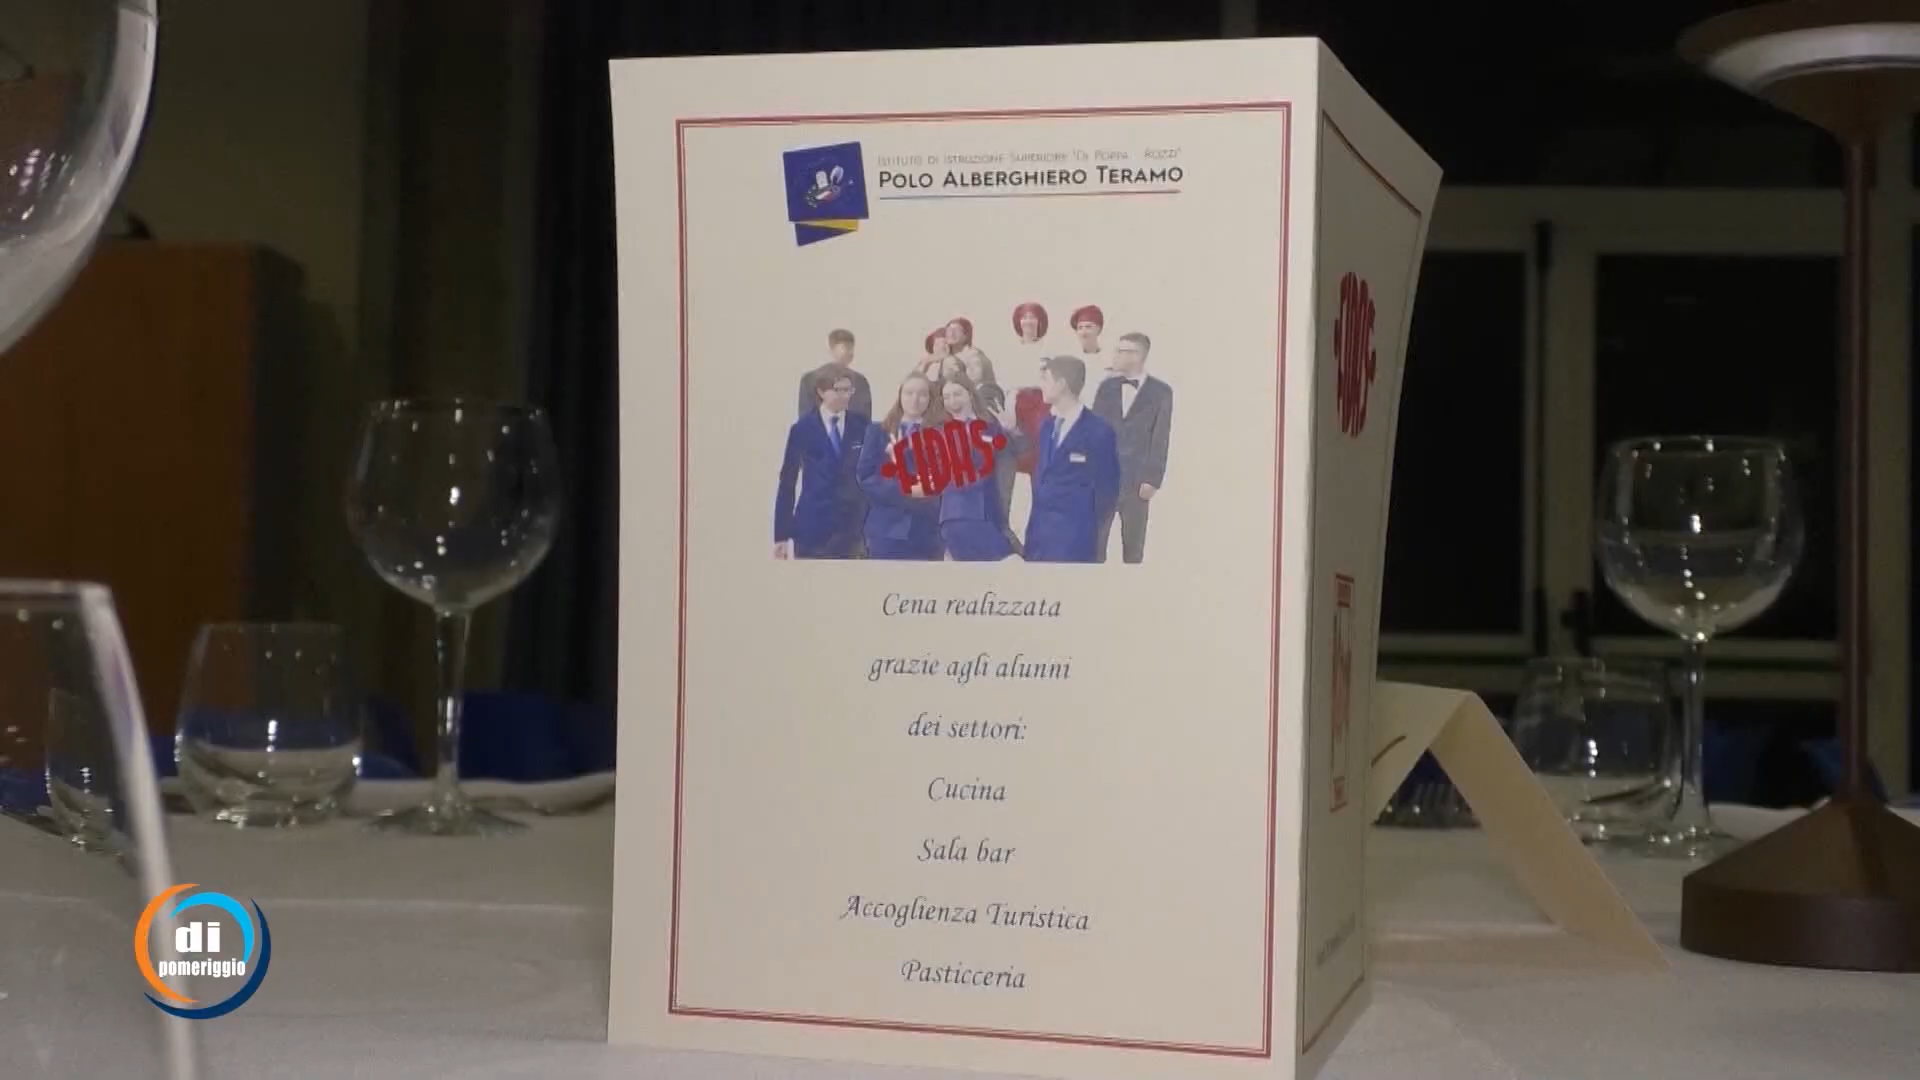 ISTITUTO DI ISTRUZIONE SUPERIORE "DI POPPA - ROZZI"
POLO ALBERGHIERO TERAMO
FIDAS
Cena realizzata
grazie agli alunni
dei settori:
Cucina
Sala bar
Accoglienza Turistica
Pasticceria
FIDAS
di
pomeriggio